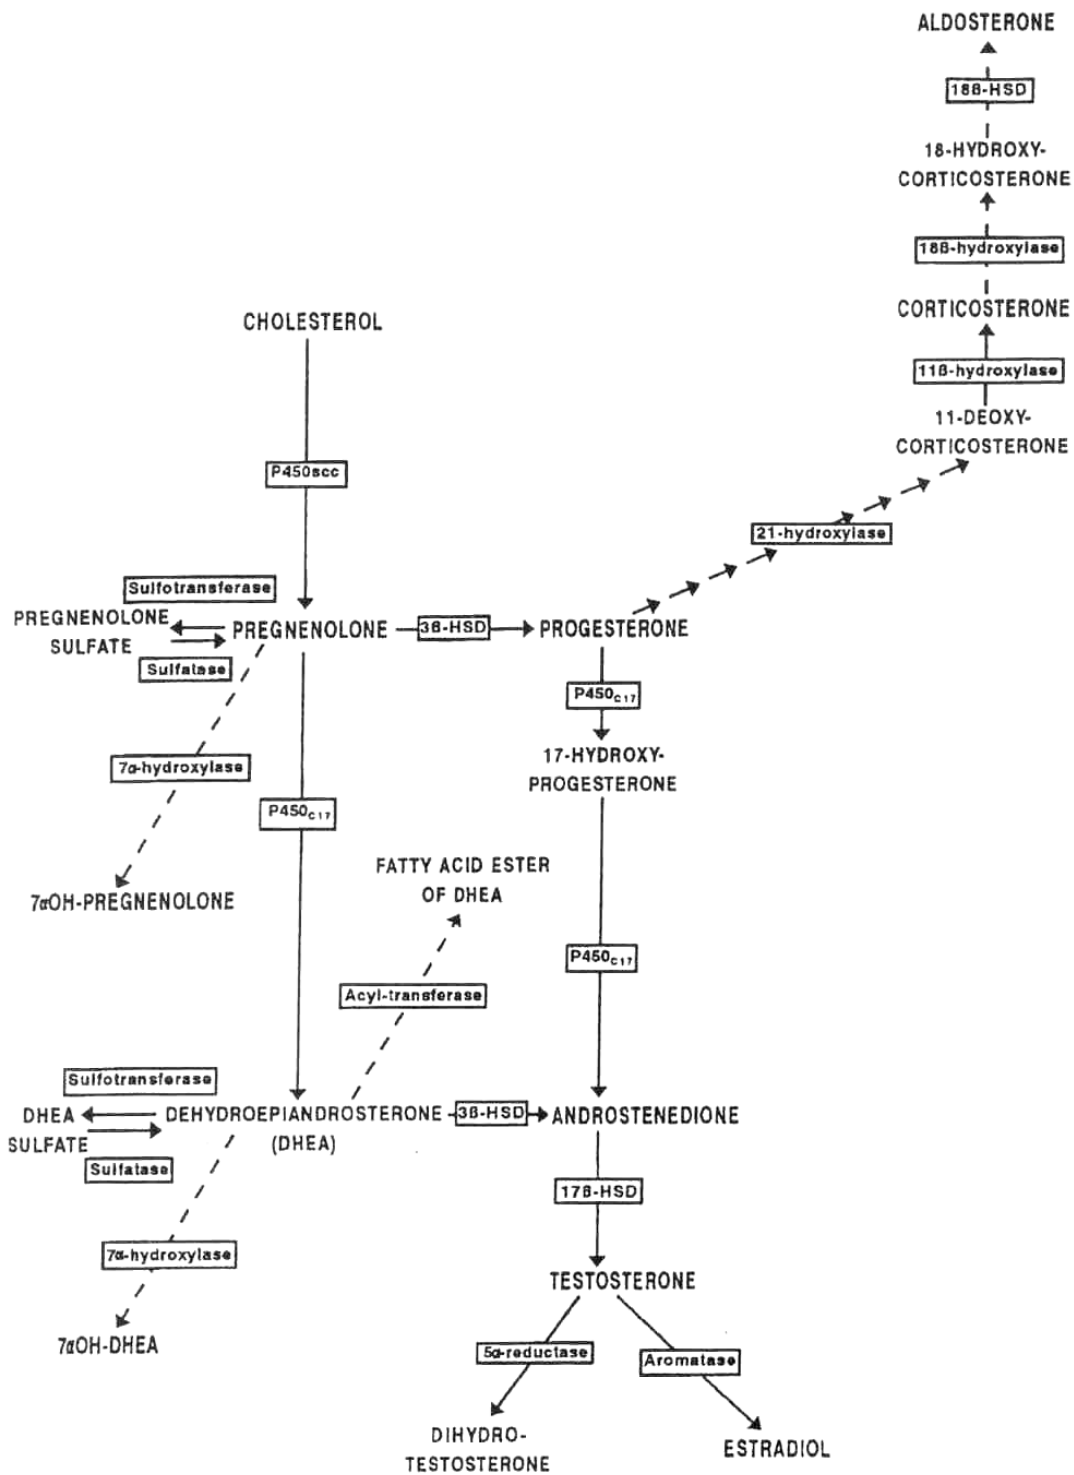 ALDOSTERONE
18ß-HSD
18-HYDROXY-
CORTICOSTERONE
18ß-hydroxylase
CORTICOSTERONE
CHOLESTEROL
11ß-hydroxylase
11-DEOXY-
CORTICOSTERONE
P450scc
21-hydroxylase
Sulfotransferase
PREGNENOLONE
SULFATE
PREGNENOLONE
3ß-HSD
PROGESTERONE
Sulfatase
P450C17
17-HYDROXY-
PROGESTERONE
7α-hydroxylase
P450C17
FATTY ACID ESTER
OF DHEA
7αOH-PREGNENOLONE
P450C17
Acyl-transferase
Sulfotransferase
DHEA
SULFATE
DEHYDROEPIANDROSTERONE
(DHEA)
3ß-HSD
ANDROSTENEDIONE
Sulfatase
17ß-HSD
7α-hydroxylase
TESTOSTERONE
7αOH-DHEA
5α-reductase
Aromatase
DIHYDRO-
TESTOSTERONE
ESTRADIOL